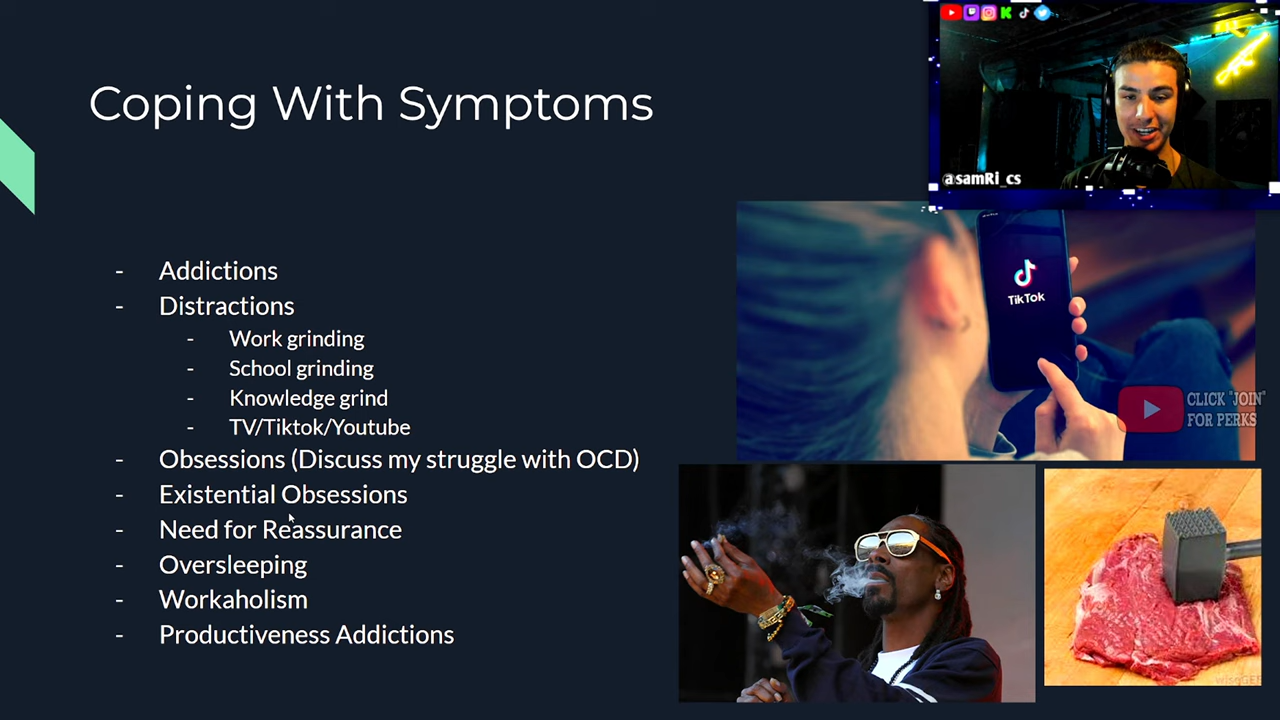 Coping With Symptoms
@samRi_cs
- Addictions
- Distractions
- Work grinding
- School grinding
- Knowledge grind
- TV/Tiktok/Youtube
- Obsessions (Discuss my struggle with OCD)
- Existential Obsessions
- Need for Reassurance
- Oversleeping
- Workaholism
- Productiveness Addictions
TikTok
CLICK "JOIN"
FOR PERKS